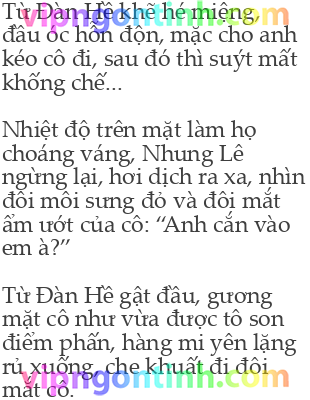 Từ Đàn Hề khẽ hé miệng,
đầu óc hỗn độn, mặc cho anh
kéo cô đi, sau đó thì suýt mất
khống chế...
Nhiệt độ trên mặt làm họ
choáng váng, Nhung Lê
ngừng lại, hơi dịch ra xa, nhìn
đôi môi sưng đỏ và đôi mắt
ẩm ướt của cô: “Anh cắn vào
em à?”
Từ Đàn Hề gật đầu, gương
mặt cô như vừa được tô son
điểm phấn, hàng mi yên lặng
rủ xuống, che khuất đi đôi
mắt cô.
vipngontinh.com
vipngontinh.com